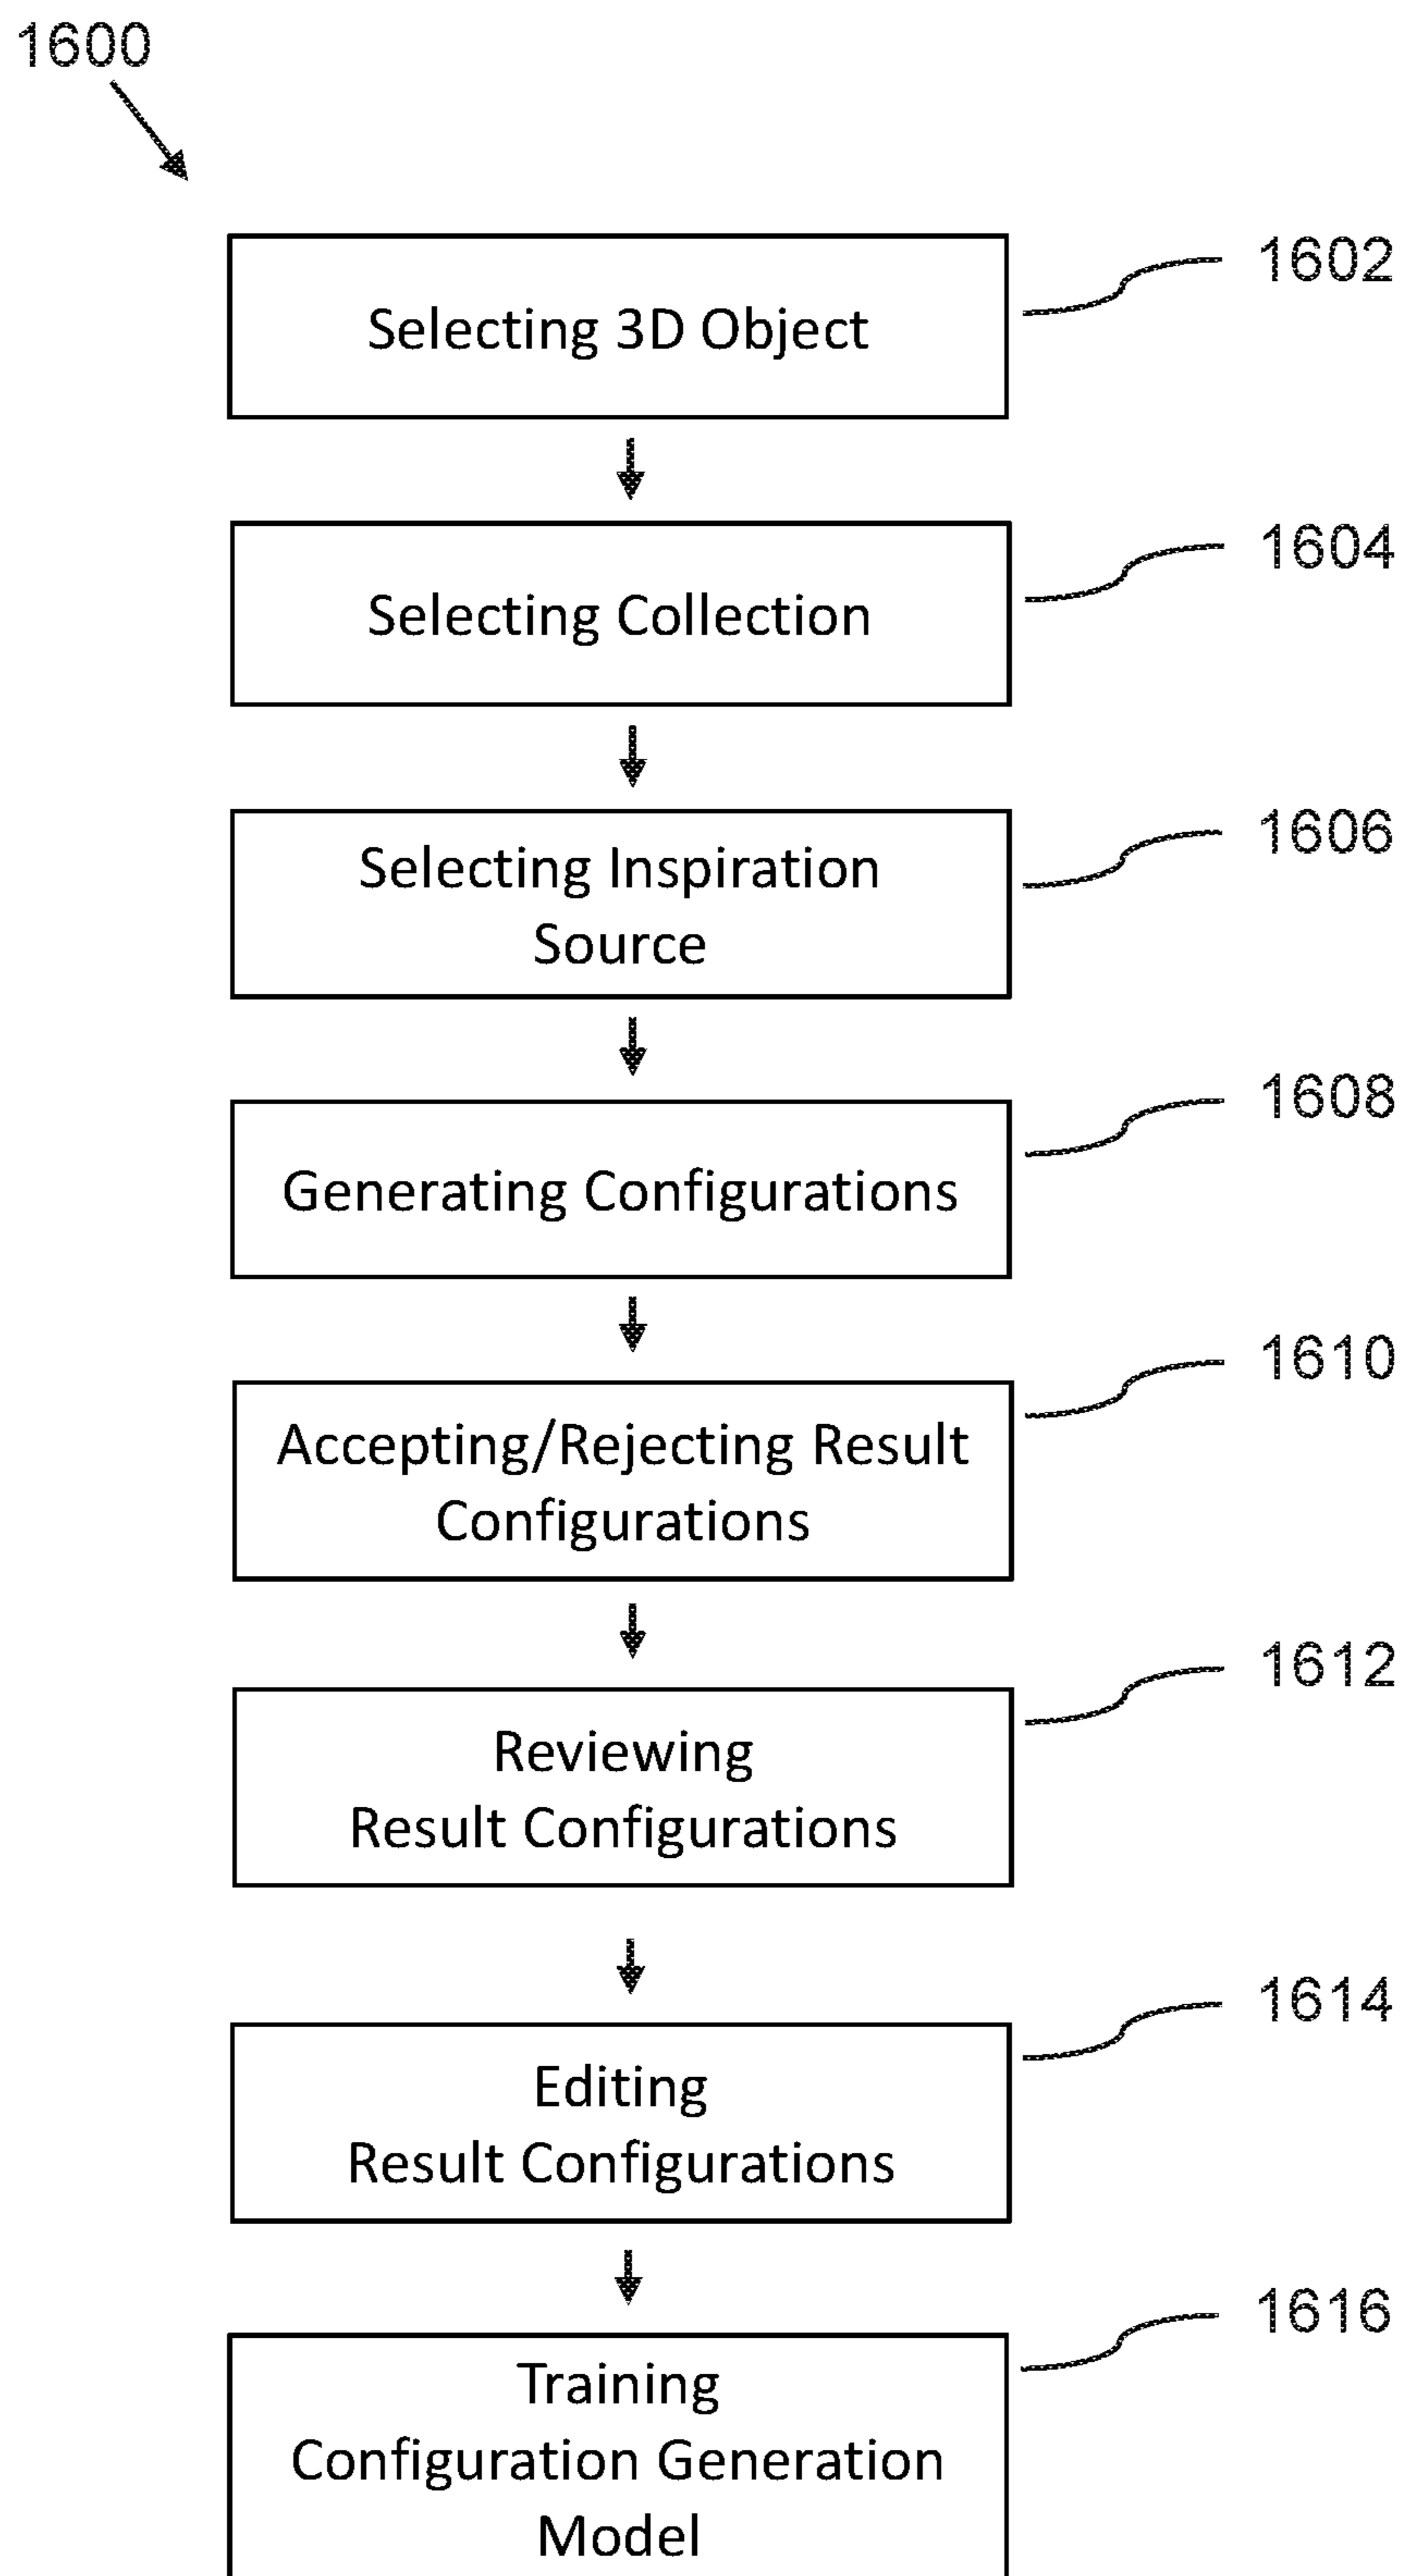 1600
Selecting 3D Object
1602
Selecting Collection
1604
Selecting Inspiration
Source
1606
Generating Configurations
1608
Accepting/Rejecting Result
Configurations
1610
Reviewing
Result Configurations
1612
Editing
Result Configurations
1614
Training
Configuration Generation
Model
1616